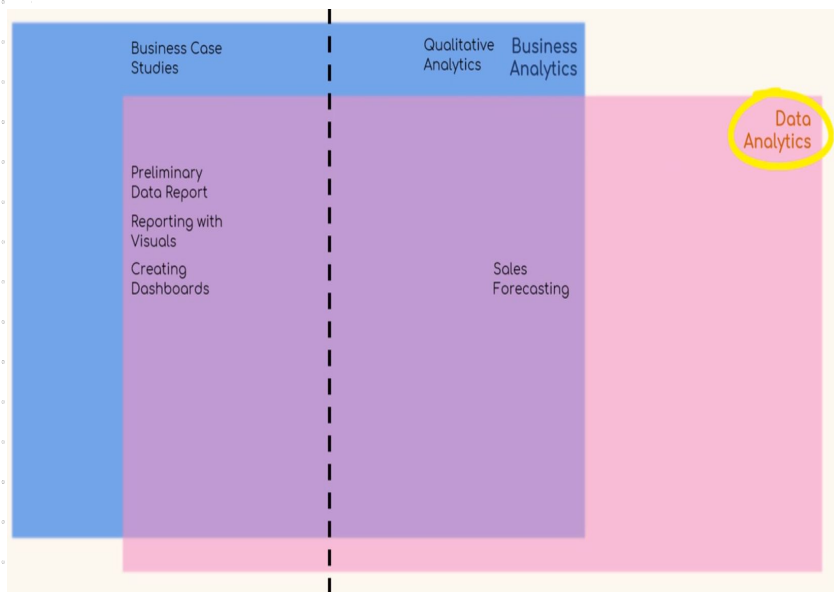 Business Case
Studies
Qualitative
Analytics
Business
Analytics
Data
Analytics
Preliminary
Data Report
Reporting with
Visuals
Creating
Dashboards
Sales
Forecasting